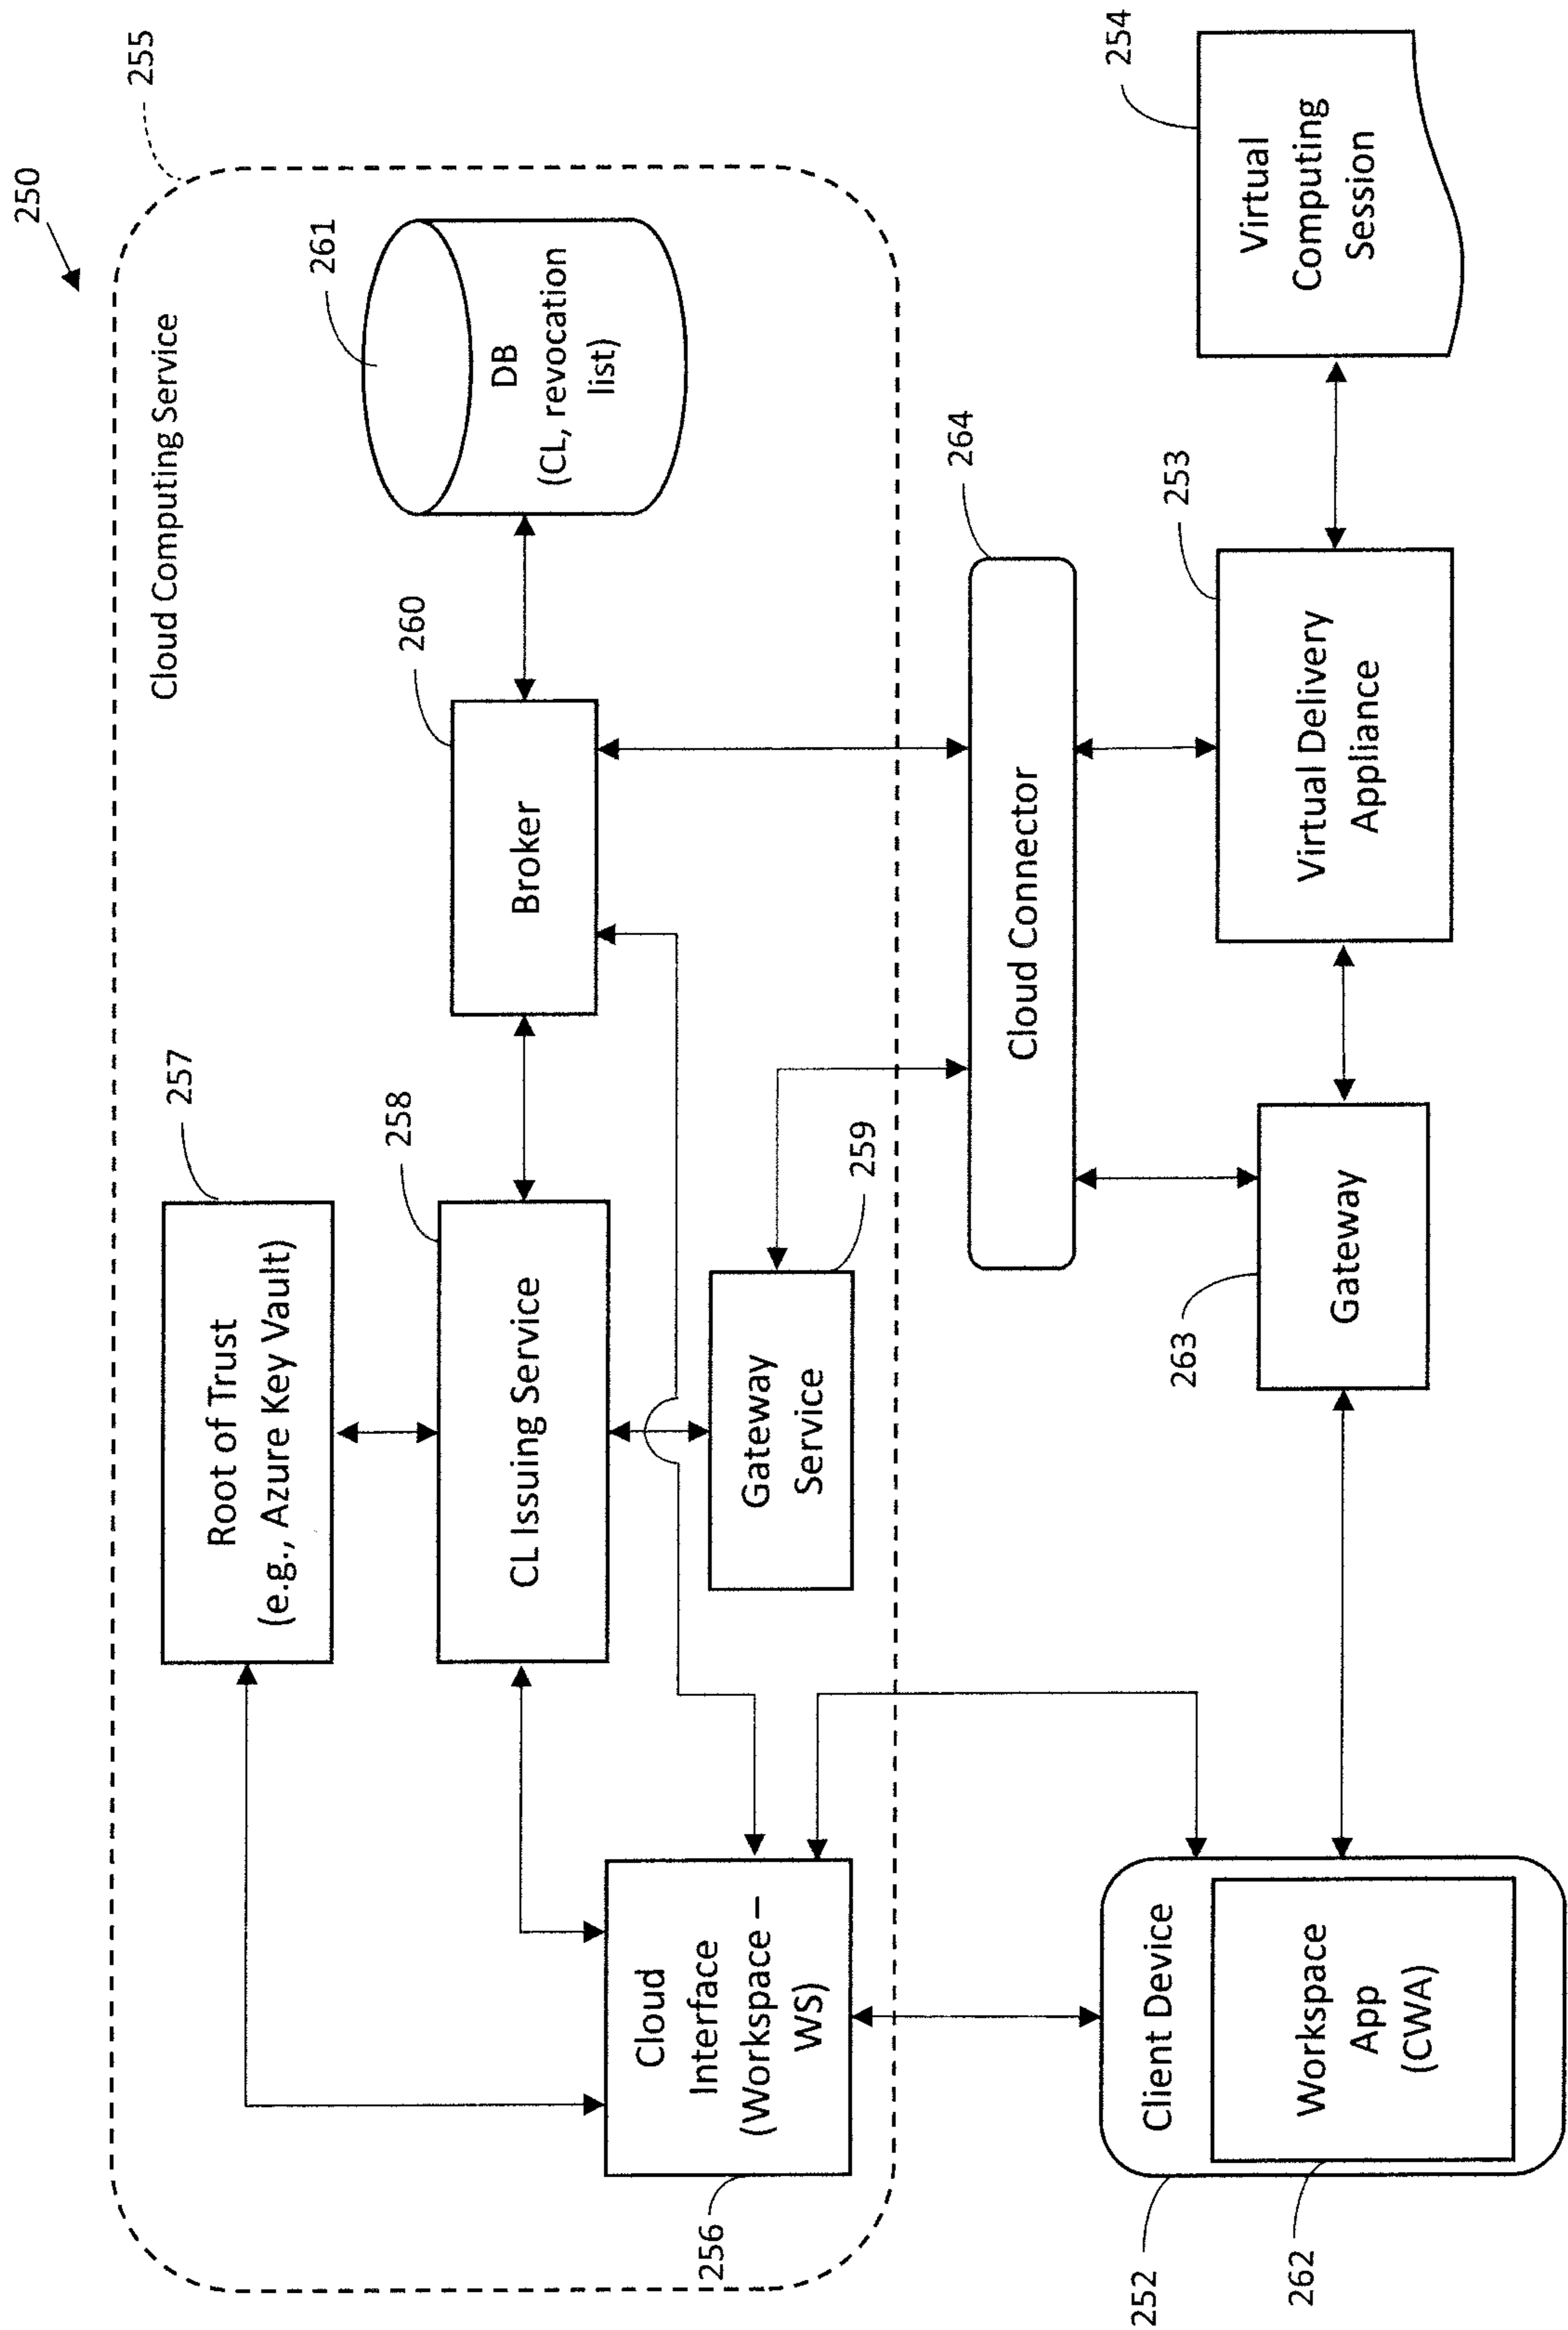 250
255
Cloud Computing Service
257
Root of Trust
(e.g., Azure Key Vault)
258
CL Issuing Service
260
Broker
261
DB
(CL, revocation
list)
256
Cloud
Interface
(Workspace –
WS)
259
Gateway
Service
264
Cloud Connector
252
Client Device
262
Workspace
App
(CWA)
263
Gateway
253
Virtual Delivery
Appliance
254
Virtual
Computing
Session